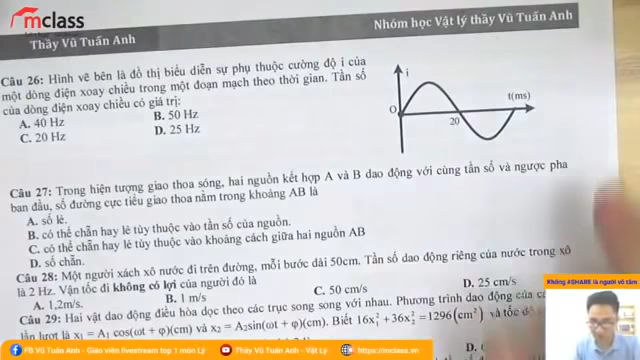 mclass
Thầy Vũ Tuấn Anh
Nhóm học Vật lý thầy Vũ Tuấn Anh
Câu 26: Hình vẽ bên là đồ thị biểu diễn sự phụ thuộc cường độ i của
một dòng điện xoay chiều trong một đoạn mạch theo thời gian. Tần số
của dòng điện xoay chiều có giá trị:
A. 40 Hz
B. 50 Hz
C. 20 Hz
D. 25 Hz
i
t(ms)
O
20
Câu 27: Trong hiện tượng giao thoa sóng, hai nguồn kết hợp A và B dao động với cùng tần số và ngược pha
ban đầu, số đường cực tiểu giao thoa nằm trong khoảng AB là
A. số lẻ.
B. có thể chẵn hay lẻ tùy thuộc vào tần số của nguồn.
C. có thể chẵn hay lẻ tùy thuộc vào khoảng cách giữa hai nguồn AB
D. số chẵn.
Câu 28: Một người xách xô nước đi trên đường, mỗi bước dài 50cm. Tần số dao động riêng của nước trong xô
là 2 Hz. Vận tốc đi không có lợi của người đó là
A. 1,2m/s.
B. 1 m/s
C. 50 cm/s
D. 25 cm/s
Câu 29: Hai vật dao động điều hòa dọc theo các trục song song với nhau. Phương trình dao động của
lần lượt là x₁ = A₁ cos(ωt + φ)(cm) và x₂ = A₂sin(ωt + φ)(cm). Biết 16x₁² + 36x₂² = 1296(cm²) và tốc độ
D.
Không #SHARE là người vô tâm
FB Vũ Tuấn Anh - Giáo viên livestream top 1 môn Lý
Thầy Vũ Tuấn Anh - Vật Lý
https://mclass.vn